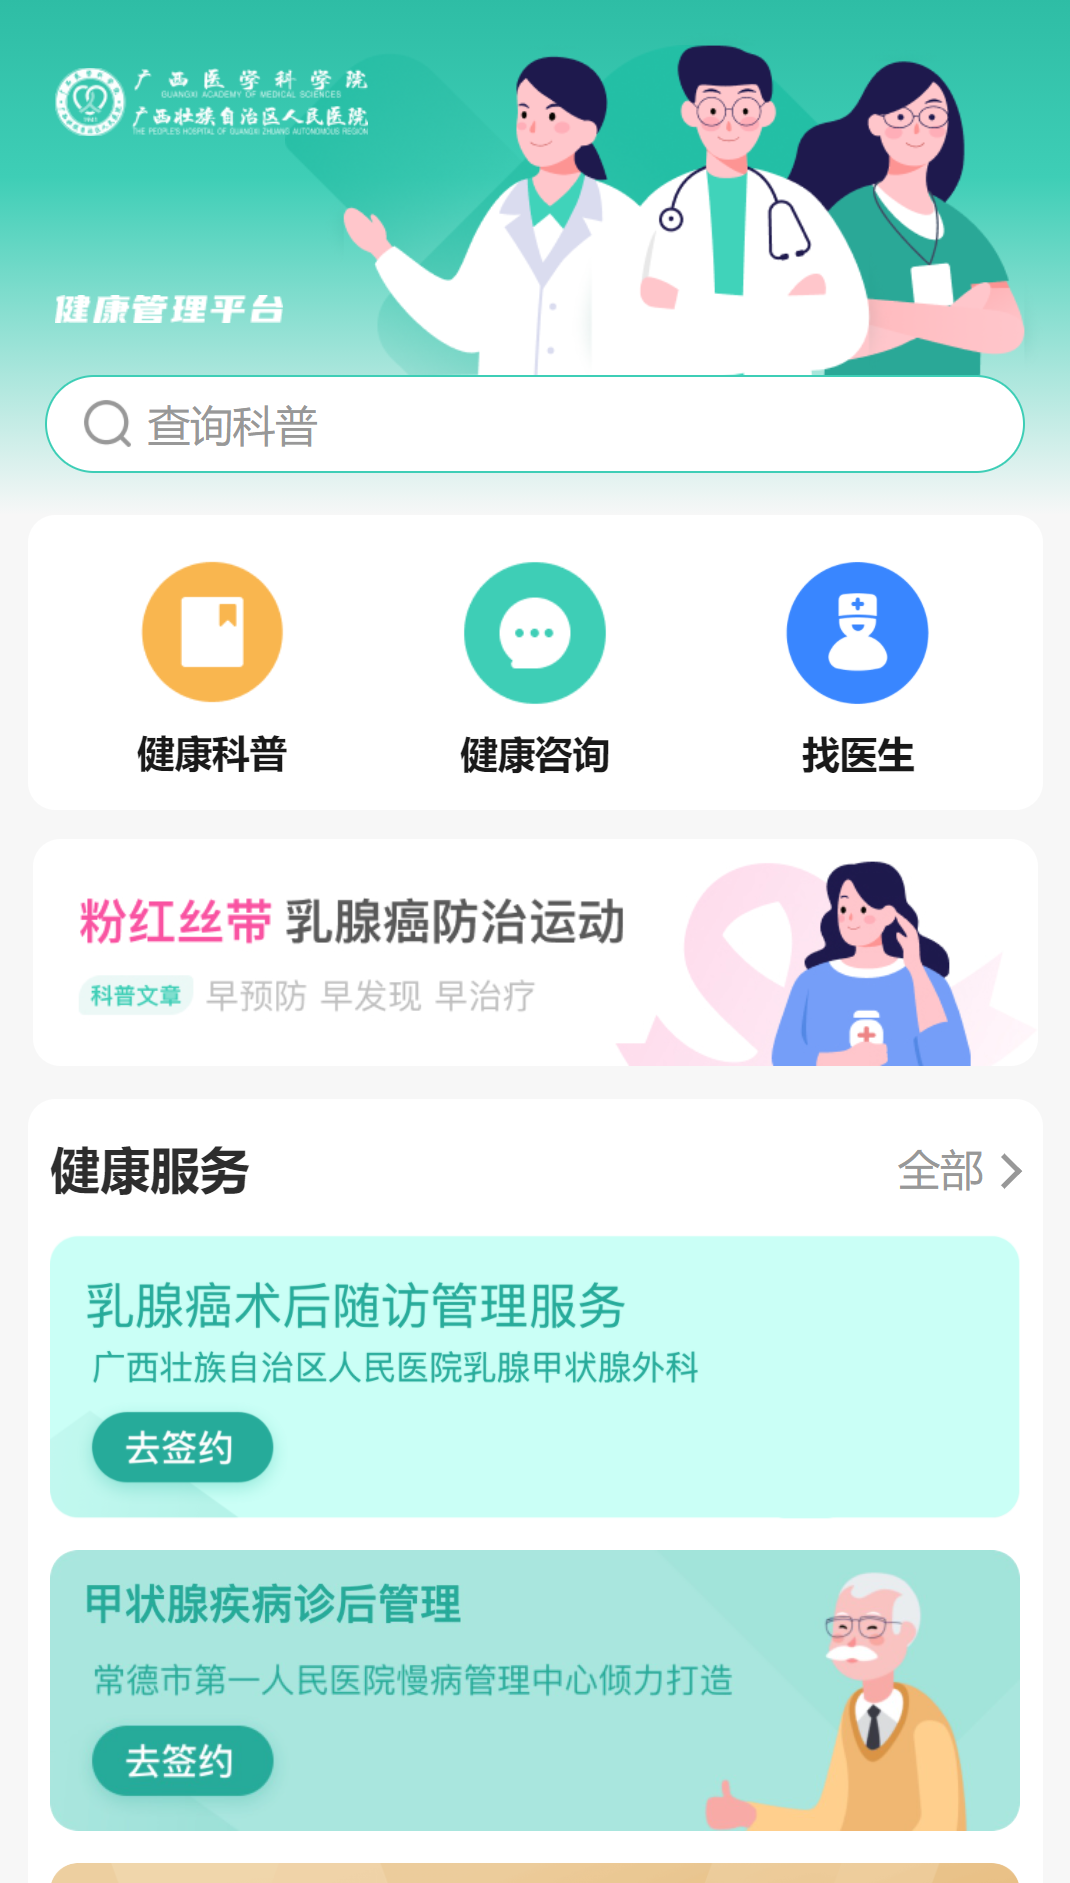 广西医学科学院
GUANGXI ACADEMY OF MEDICAL SCIENCES
广西壮族自治区人民医院
THE PEOPLE'S HOSPITAL OF GUANGXI ZHUANG AUTONOMOUS REGION
健康管理平台
查询科普
健康科普
健康咨询
找医生
粉红丝带 乳腺癌防治运动
科普文章 早预防 早发现 早治疗
健康服务
全部
乳腺癌术后随访管理服务
广西壮族自治区人民医院乳腺甲状腺外科
去签约
甲状腺疾病诊后管理
常德市第一人民医院慢病管理中心倾力打造
去签约